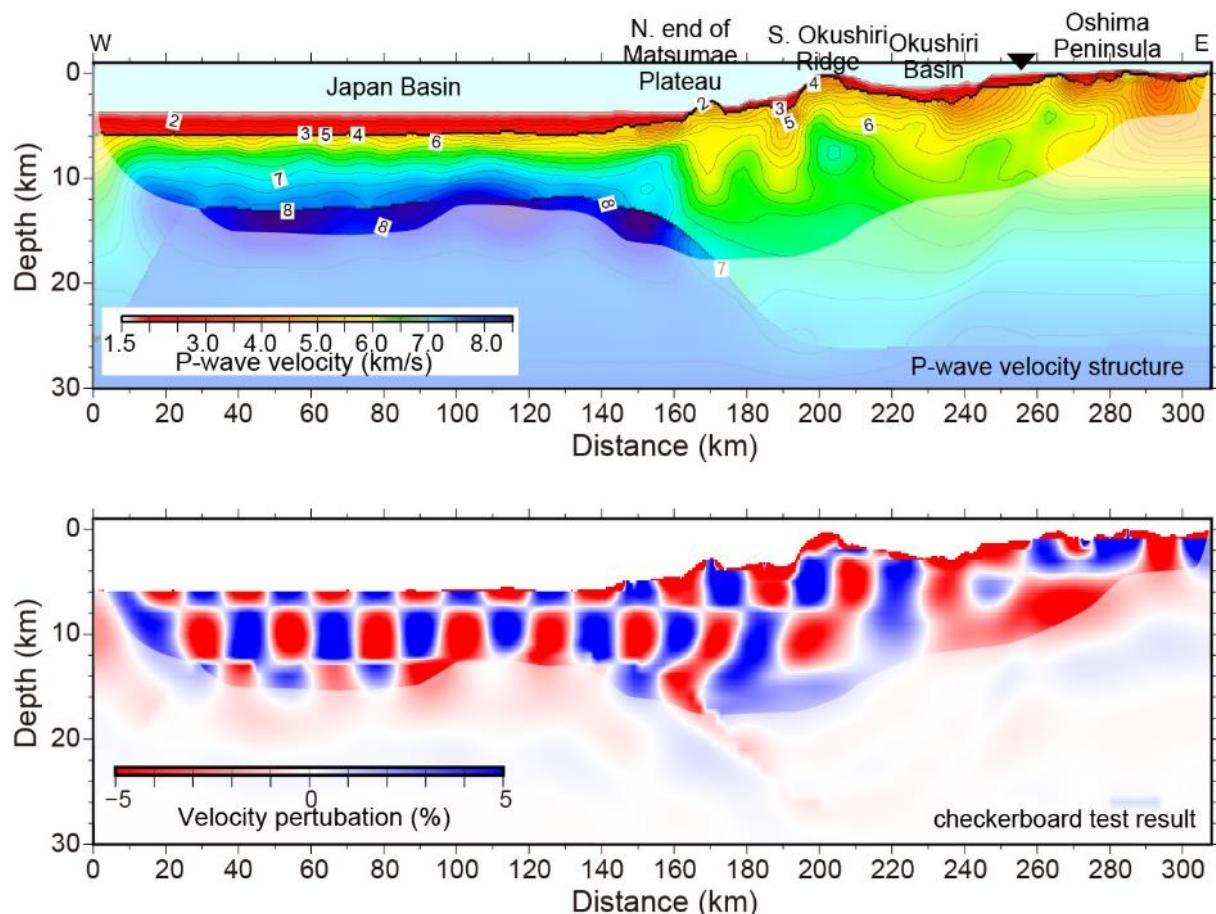 W
Japan Basin
N. end of
Matsumae
Plateau
S. Okushiri
Ridge
Okushiri
Basin
Oshima
Peninsula
E
0
10
20
30
Depth (km)
2
3
5
4
6
7
8
8
8
2
3
5
4
6
7
1.5
3.0
4.0
5.0
6.0
7.0
8.0
P-wave velocity (km/s)
P-wave velocity structure
0 20 40 60 80 100 120 140 160 180 200 220 240 260 280 300
Distance (km)
0
10
20
30
Depth (km)
−5 0 5
Velocity pertubation (%)
checkerboard test result
0 20 40 60 80 100 120 140 160 180 200 220 240 260 280 300
Distance (km)